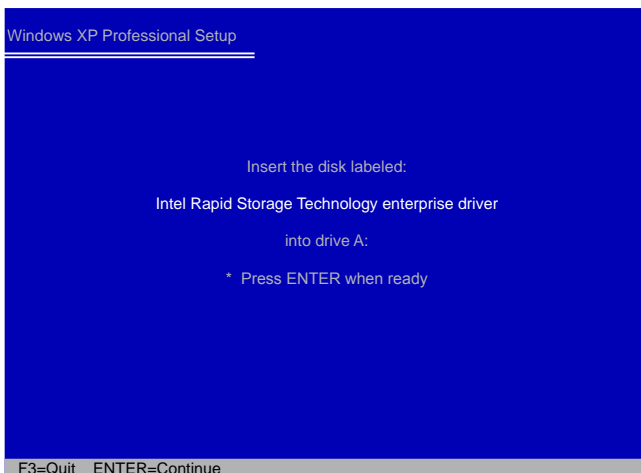 Windows XP Professional Setup
Insert the disk labeled:
Intel Rapid Storage Technology enterprise driver
into drive A:
* Press ENTER when ready
F3=Quit ENTER=Continue